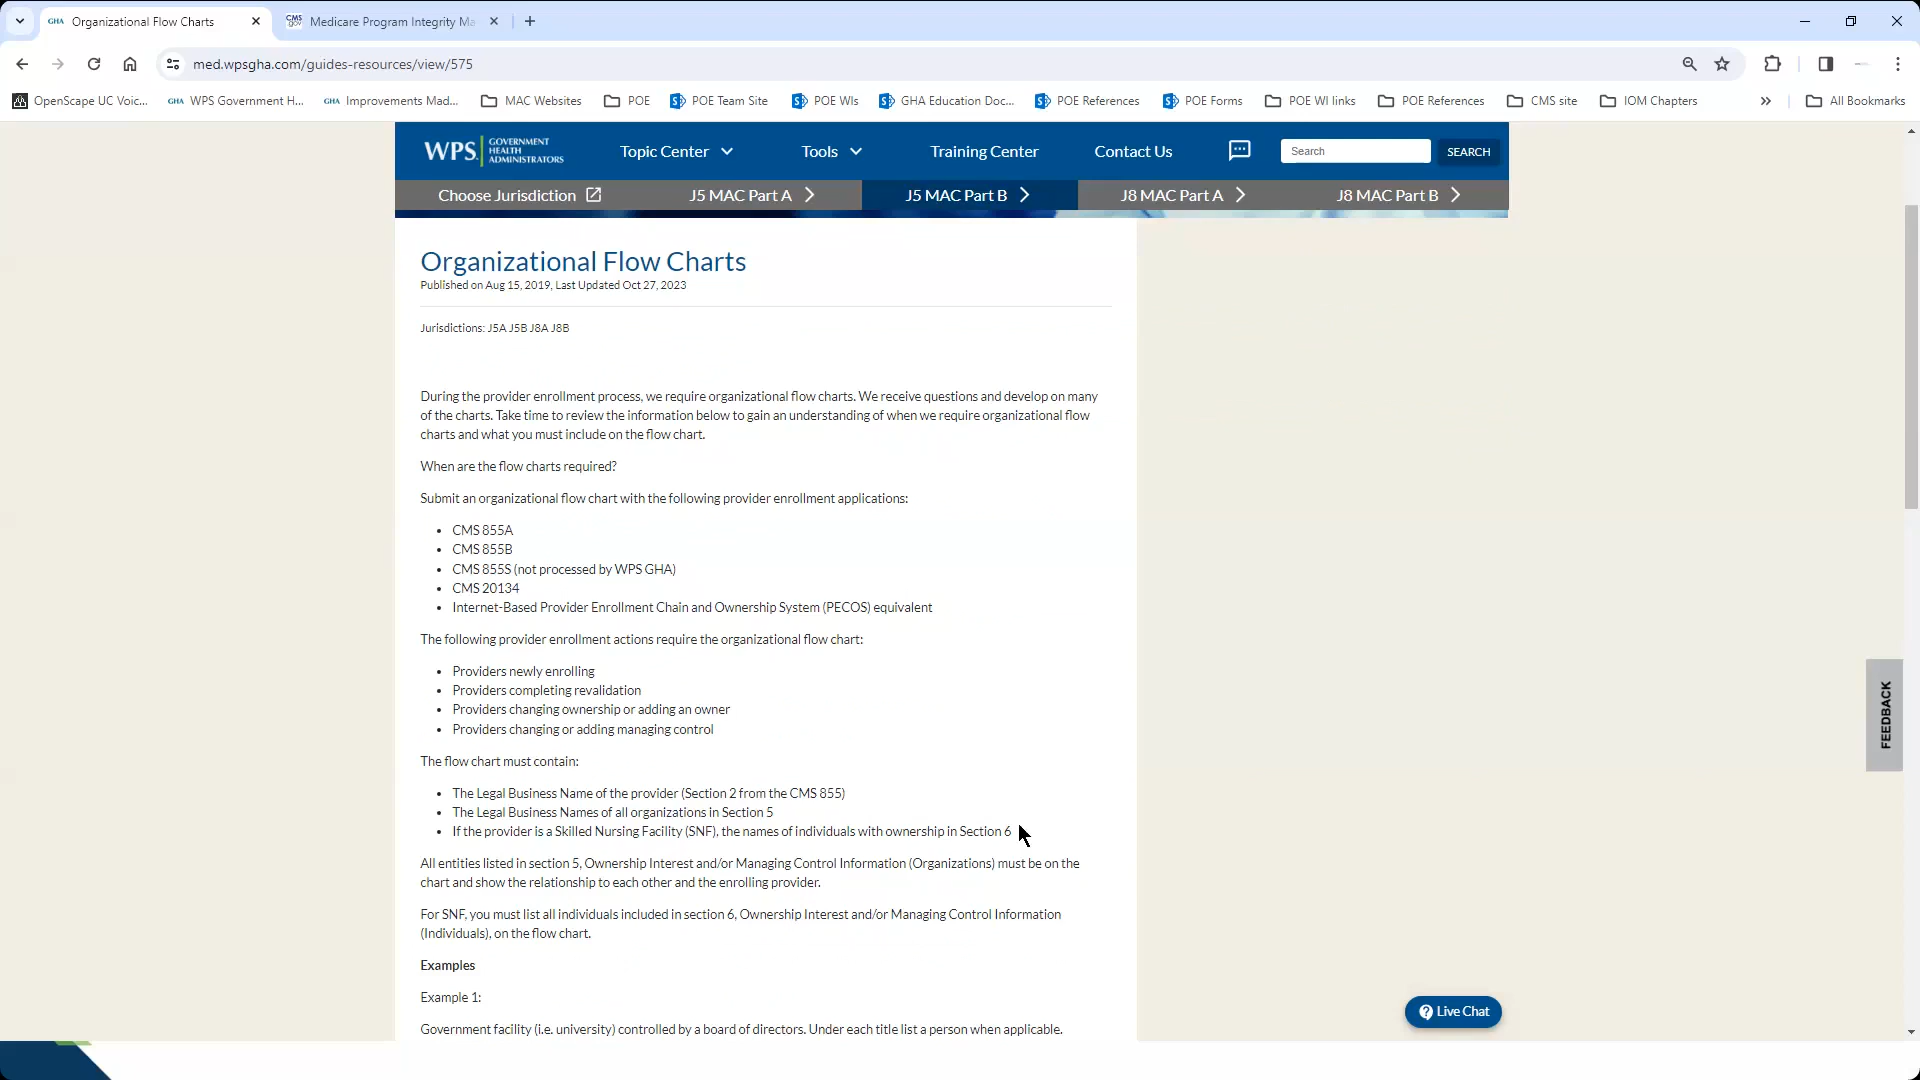 GHA Organizational Flow Charts
CMS.gov Medicare Program Integrity Ma
med.wpsgha.com/guides-resources/view/575
OpenScape UC Voic...
GHA WPS Government H...
GHA Improvements Mad...
MAC Websites
POE
POE Team Site
POE WIs
GHA Education Doc...
POE References
POE Forms
POE WI links
POE References
CMS site
IOM Chapters
All Bookmarks
WPS. GOVERNMENT
HEALTH
ADMINISTRATORS
Topic Center
Tools
Training Center
Contact Us
Search
SEARCH
Choose Jurisdiction
J5 MAC Part A
J5 MAC Part B
J8 MAC Part A
J8 MAC Part B
Organizational Flow Charts
Published on Aug 15, 2019, Last Updated Oct 27, 2023
Jurisdictions: J5A J5B J8A J8B
During the provider enrollment process, we require organizational flow charts. We receive questions and develop on many
of the charts. Take time to review the information below to gain an understanding of when we require organizational flow
charts and what you must include on the flow chart.
When are the flow charts required?
Submit an organizational flow chart with the following provider enrollment applications:
• CMS 855A
• CMS 855B
• CMS 855S (not processed by WPS GHA)
• CMS 20134
• Internet-Based Provider Enrollment Chain and Ownership System (PECOS) equivalent
The following provider enrollment actions require the organizational flow chart:
• Providers newly enrolling
• Providers completing revalidation
• Providers changing ownership or adding an owner
• Providers changing or adding managing control
The flow chart must contain:
• The Legal Business Name of the provider (Section 2 from the CMS 855)
• The Legal Business Names of all organizations in Section 5
• If the provider is a Skilled Nursing Facility (SNF), the names of individuals with ownership in Section 6
All entities listed in section 5, Ownership Interest and/or Managing Control Information (Organizations) must be on the
chart and show the relationship to each other and the enrolling provider.
For SNF, you must list all individuals included in section 6, Ownership Interest and/or Managing Control Information
(Individuals), on the flow chart.
Examples
Example 1:
Government facility (i.e. university) controlled by a board of directors. Under each title list a person when applicable.
FEEDBACK
Live Chat